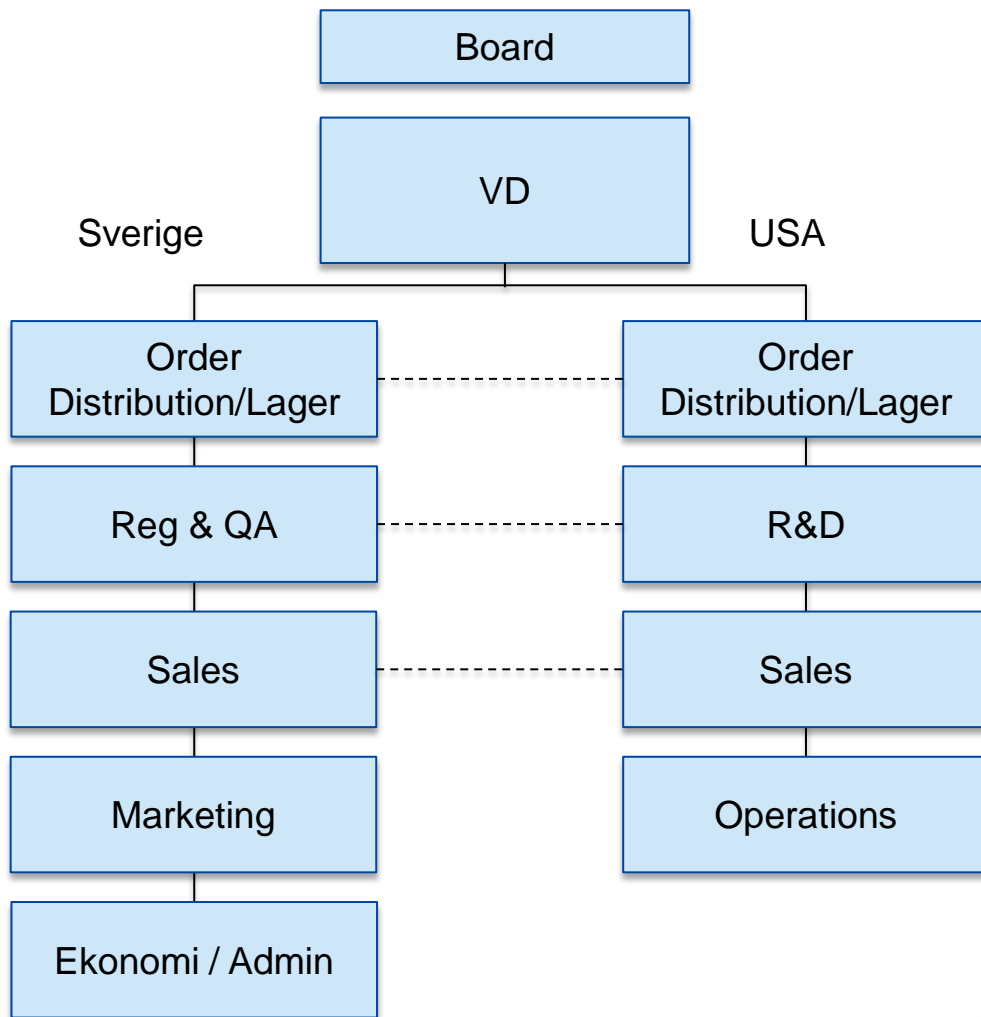 Board
VD
Sverige
USA
Order
Distribution/Lager
Order
Distribution/Lager
Reg & QA
R&D
Sales
Sales
Marketing
Operations
Ekonomi / Admin